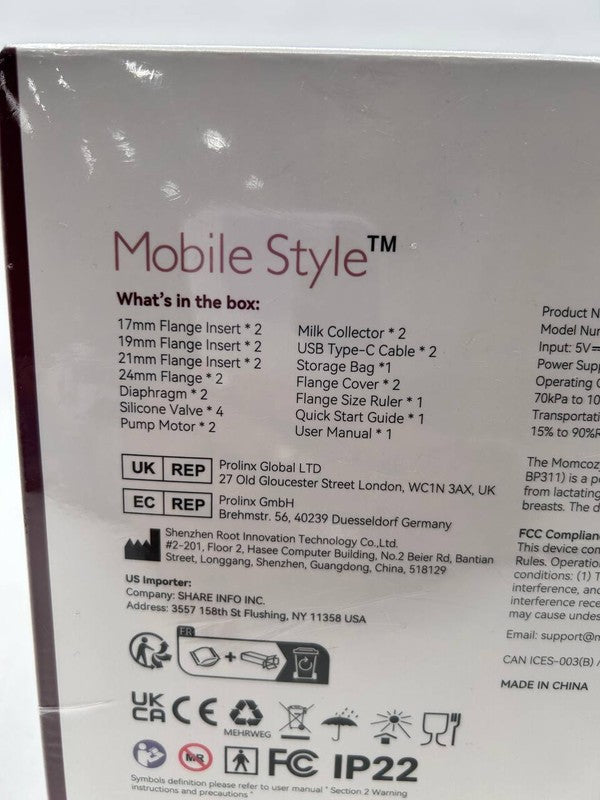 Mobile Style™
What's in the box:
17mm Flange Insert * 2
19mm Flange Insert * 2
21mm Flange Insert * 2
24mm Flange * 2
Diaphragm * 2
Silicone Valve * 4
Pump Motor * 2
Milk Collector * 2
USB Type-C Cable * 2
Storage Bag *1
Flange Cover * 2
Flange Size Ruler * 1
Quick Start Guide * 1
User Manual * 1
UK REP Prolinx Global LTD
27 Old Gloucester Street London, WC1N 3AX, UK
EC REP Prolinx GmbH
Brehmstr. 56, 40239 Duesseldorf Germany
Shenzhen Root Innovation Technology Co.,Ltd.
#2-201, Floor 2, Hasee Computer Building, No.2 Beier Rd, Bantian
Street, Longgang, Shenzhen, Guangdong, China, 518129
US Importer:
Company: SHARE INFO INC.
Address: 3557 158th St Flushing, NY 11358 USA
FR
UK
CA CE
MEHRWEG
MR FC IP22
Symbols definition please refer to user manual " Section 2 Warning
instructions and precautions "
Product N
Model Nu
Input: 5V
Power Sup
Operating
70kPa to 10
Transportati
15% to 90%R
The Momcoz
BP311) is a p
from lactating
breasts. The d
FCC Complian
This device con
Rules. Operatio
conditions: (1) T
interference, and
interference rece
may cause undes
Email: support@m
CAN ICES-003(B) /
MADE IN CHINA